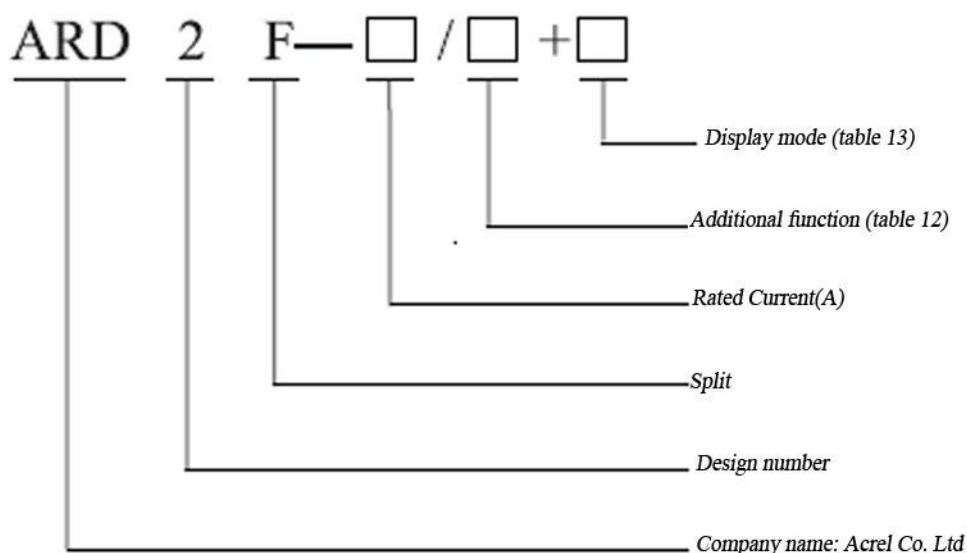 ARD 2 F— □ / □ + □
Display mode (table 13)
Additional function (table 12)
Rated Current(A)
Split
Design number
Company name: Acrel Co. Ltd